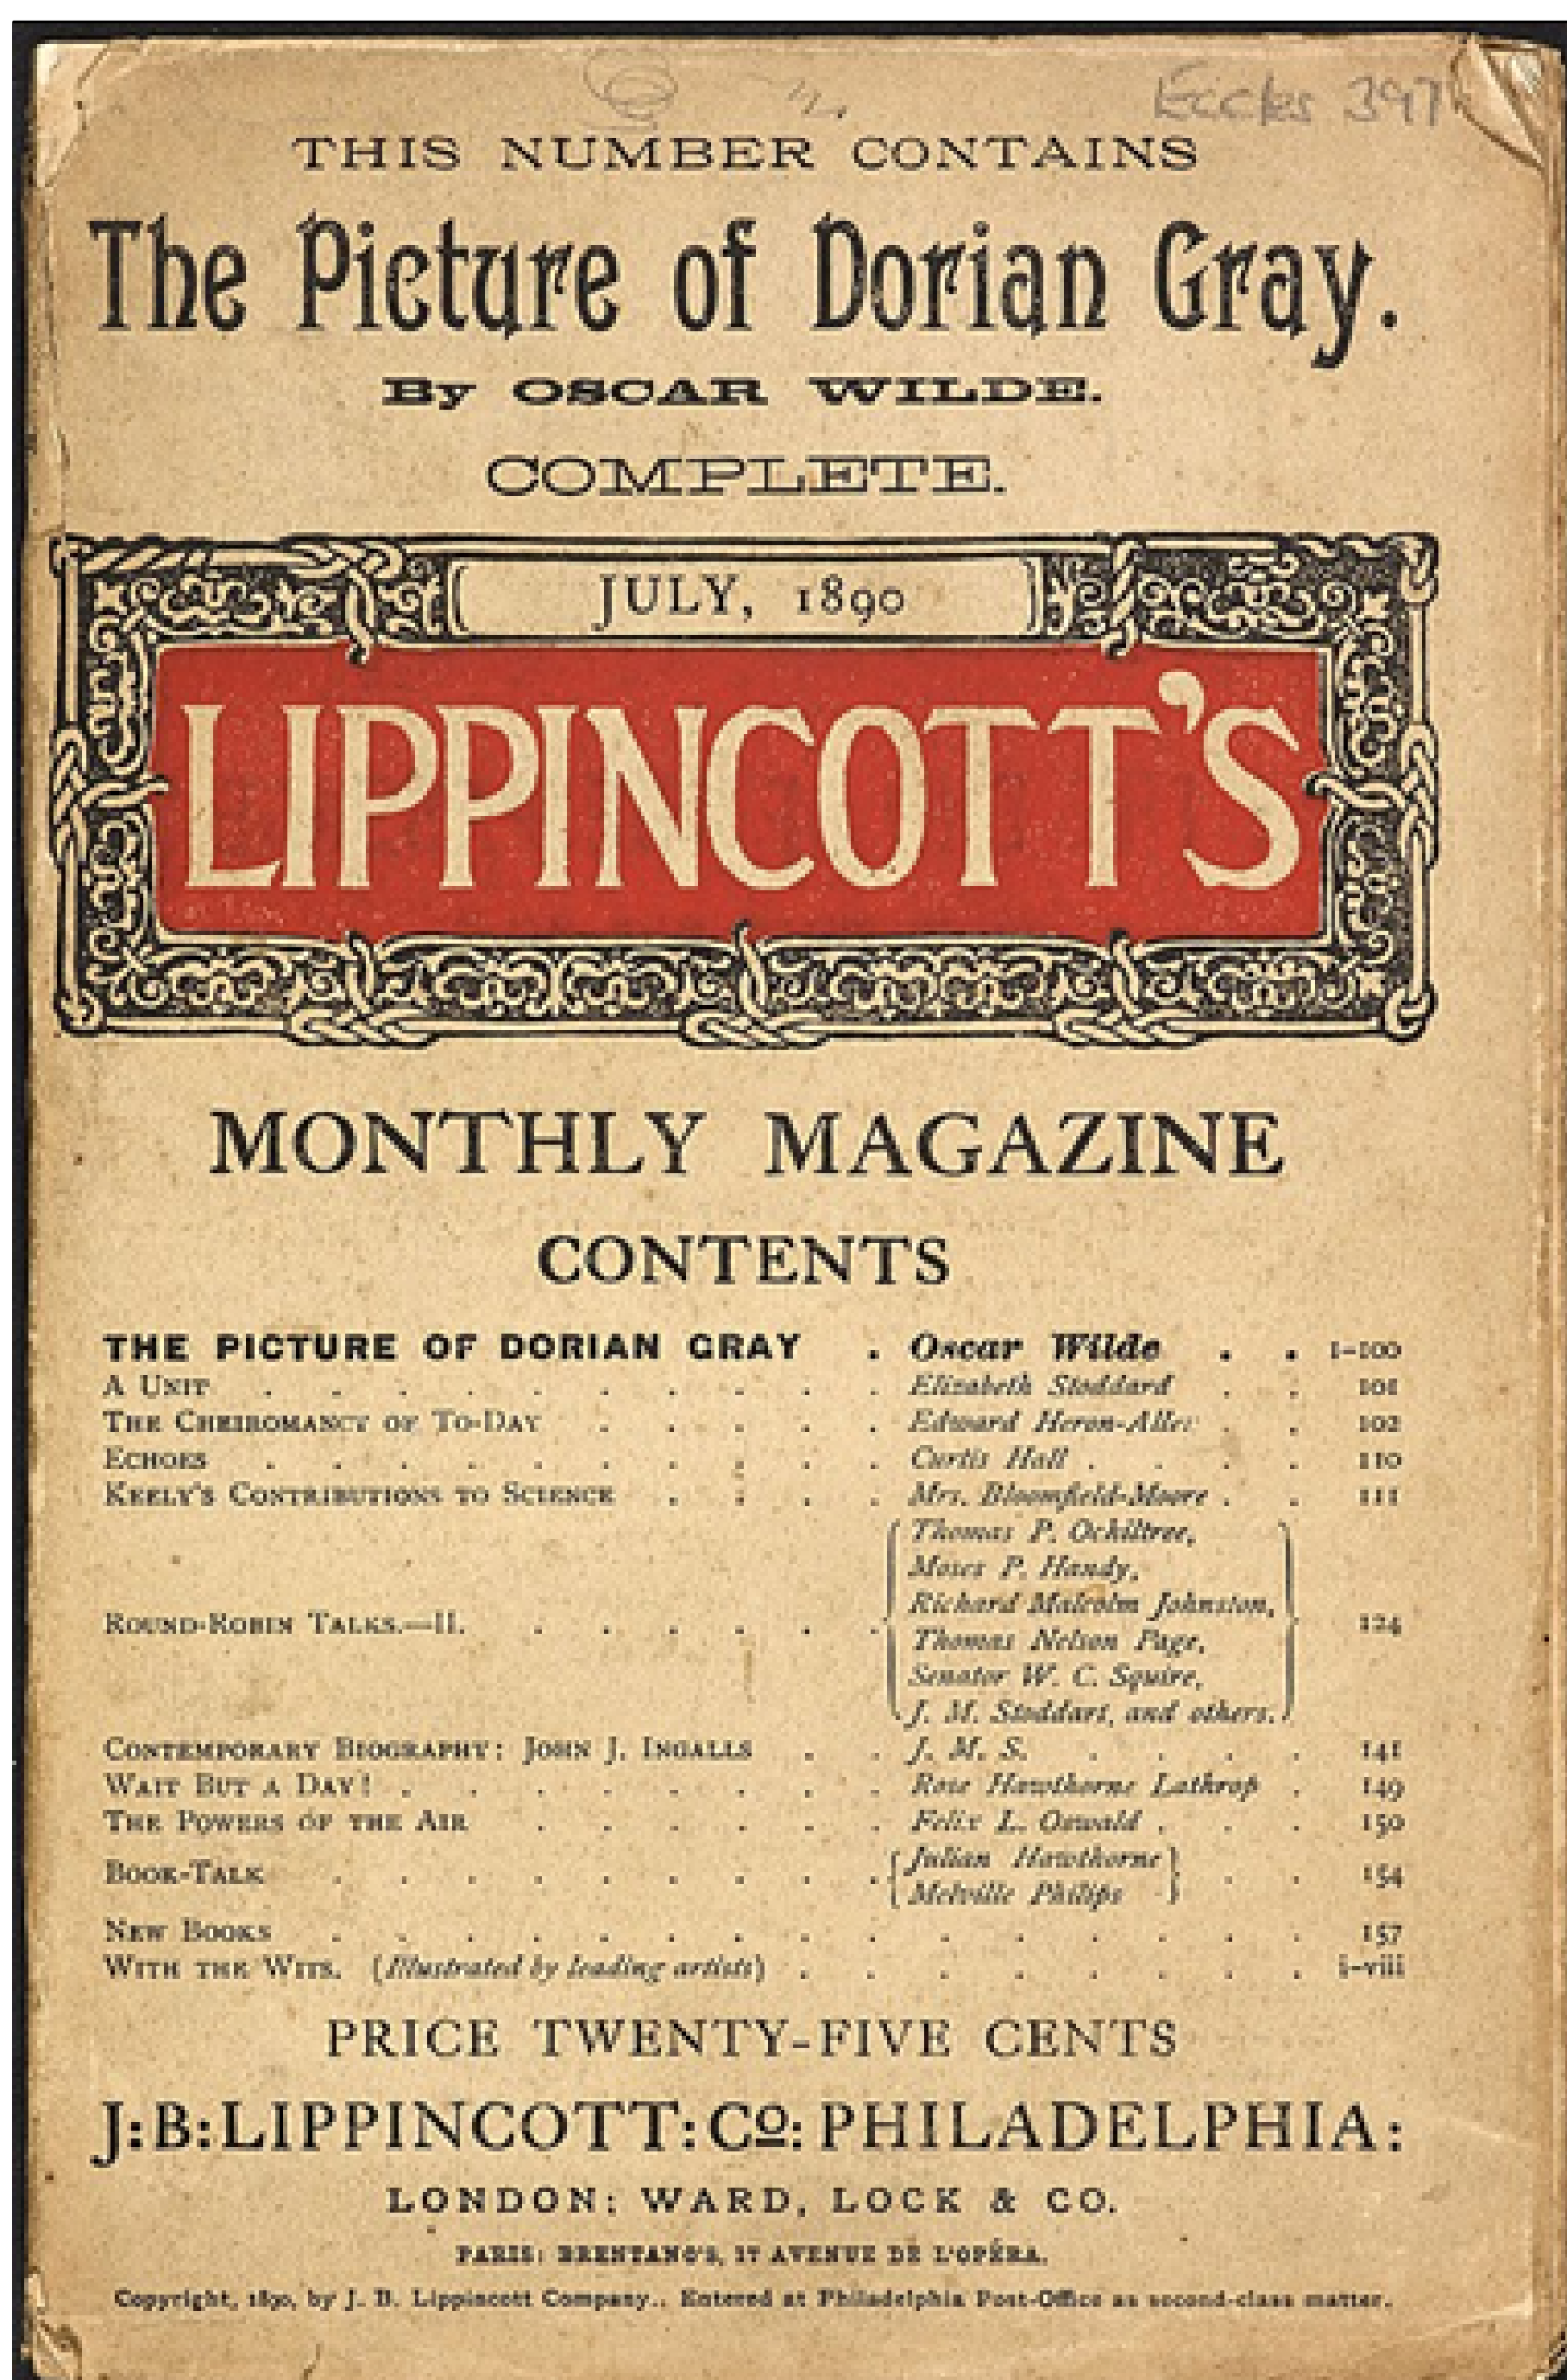 Eccles 397
THIS NUMBER CONTAINS
The Picture of Dorian Gray.
By OSCAR WILDE.
COMPLETE.
JULY, 1890
LIPPINCOTT'S
MONTHLY MAGAZINE
CONTENTS
THE PICTURE OF DORIAN GRAY . Oscar Wilde . . 1-100
A UNIT . . . . . . . . . . Elizabeth Stoddard . . 101
THE CHEIROMANCY OF TO-DAY . . . . . Edward Heron-Allen . . 102
ECHOES . . . . . . . . . . Curtis Hall . . . . 110
KEELY'S CONTRIBUTIONS TO SCIENCE . . . . Mrs. Bloomfield-Moore . . 111
Thomas P. Ochiltree,
Moses P. Handy,
Richard Malcolm Johnston,
ROUND-ROBIN TALKS.—II. . . . . . . 124
Thomas Nelson Page,
Senator W. C. Squire,
J. M. Stoddart, and others.
CONTEMPORARY BIOGRAPHY: JOHN J. INGALLS . . J. M. S. . . . . 141
WAIT BUT A DAY! . . . . . . . . Rose Hawthorne Lathrop . 149
THE POWERS OF THE AIR . . . . . . Felix L. Oswald . . . 150
Julian Hawthorne
BOOK-TALK . . . . . . . . . . . 154
Melville Philips
NEW BOOKS . . . . . . . . . . . . . . . 157
WITH THE WITS. (Illustrated by leading artists) . . . . . . . . i-viii
PRICE TWENTY-FIVE CENTS
J:B:LIPPINCOTT:Co:PHILADELPHIA:
LONDON: WARD, LOCK & CO.
PARIS: BRENTANO'S, 17 AVENUE DE L'OPÉRA.
Copyright, 1890, by J. B. Lippincott Company.. Entered at Philadelphia Post-Office as second-class matter.